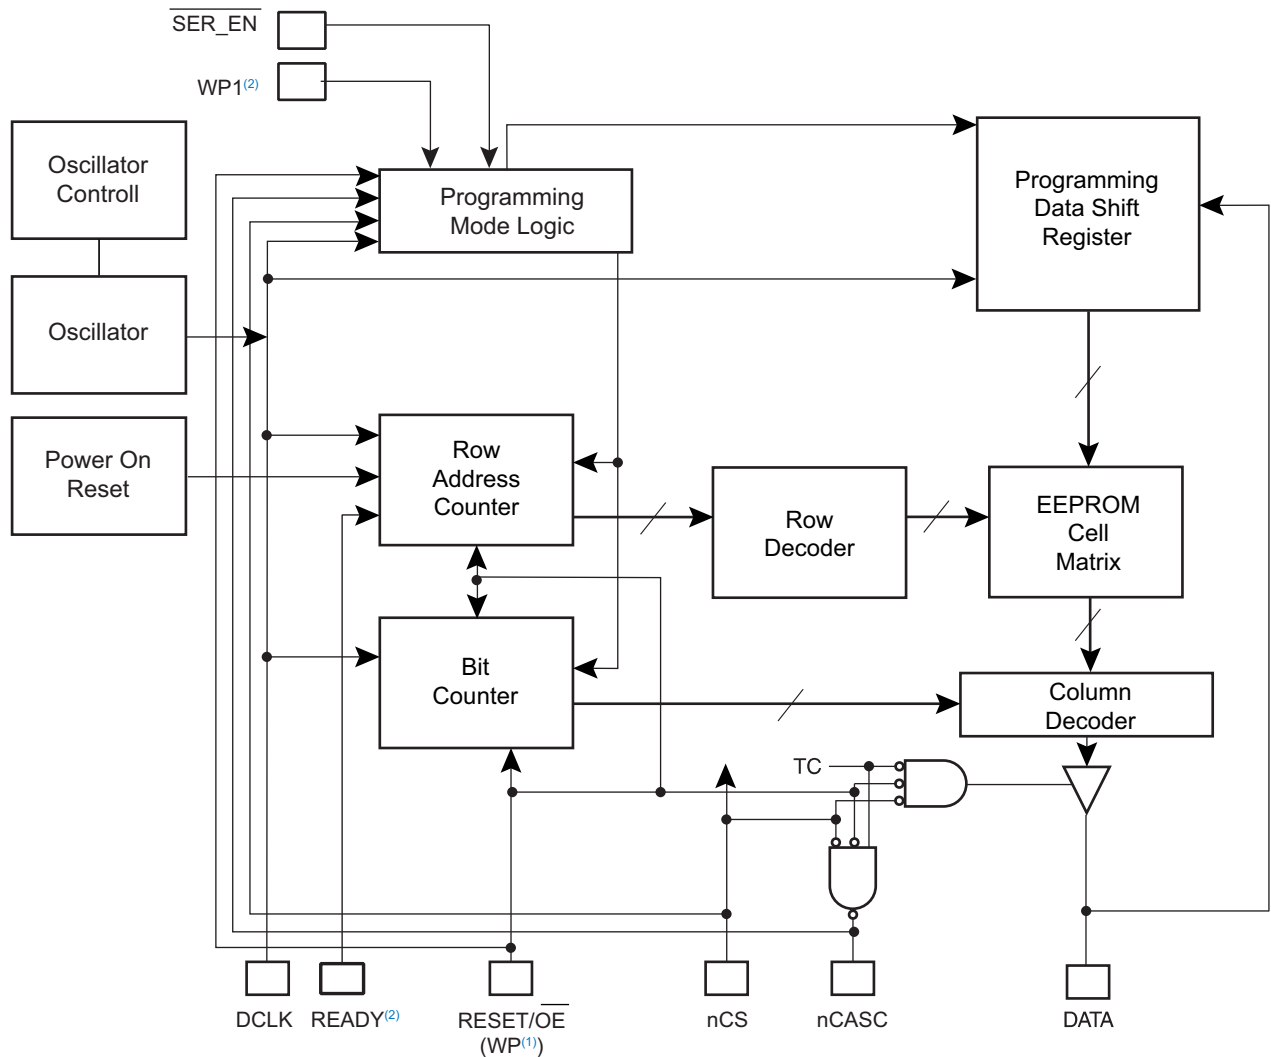 SER_EN
WP1(2)
Oscillator
Controll
Programming
Mode Logic
Programming
Data Shift
Register
Oscillator
Power On
Reset
Row
Address
Counter
Row
Decoder
EEPROM
Cell
Matrix
Bit
Counter
Column
Decoder
TC
DCLK
READY(2)
RESET/OE
(WP(1))
nCS
nCASC
DATA